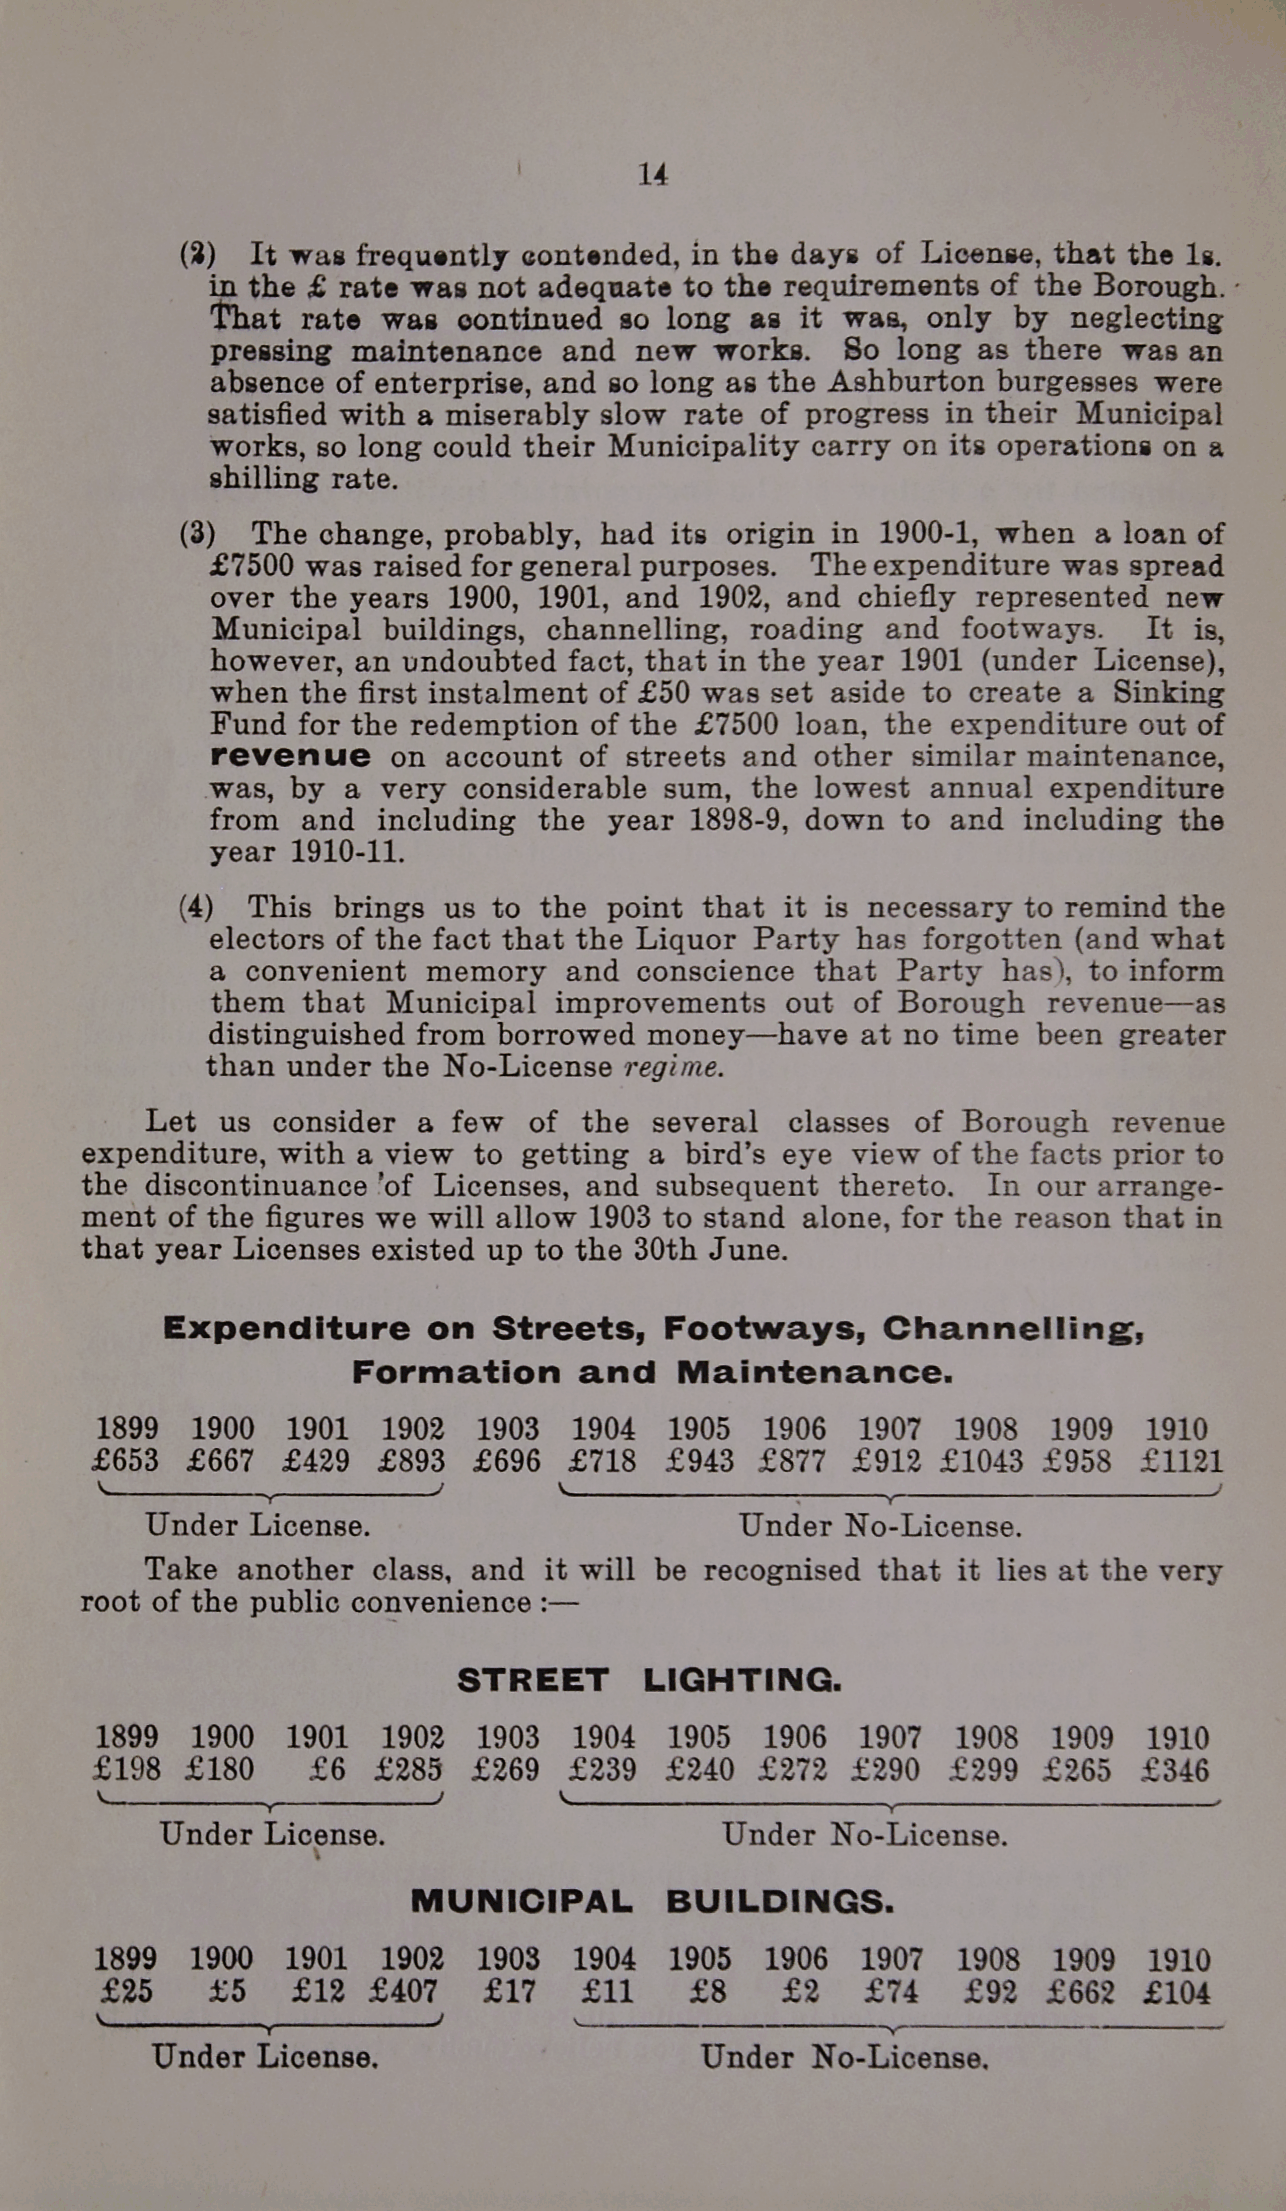 14
(2) It was frequently contended, in the days of License, that the 1s.
in the £ rate was not adequate to the requirements of the Borough.
That rate was continued so long as it was, only by neglecting
pressing maintenance and new works. So long as there was an
absence of enterprise, and so long as the Ashburton burgesses were
satisfied with a miserably slow rate of progress in their Municipal
works, so long could their Municipality carry on its operations on a
shilling rate.
(3) The change, probably, had its origin in 1900-1, when a loan of
£7500 was raised for general purposes. The expenditure was spread
over the years 1900, 1901, and 1902, and chiefly represented new
Municipal buildings, channelling, roading and footways. It is,
however, an undoubted fact, that in the year 1901 (under License),
when the first instalment of £50 was set aside to create a Sinking
Fund for the redemption of the £7500 loan, the expenditure out of
revenue on account of streets and other similar maintenance,
was, by a very considerable sum, the lowest annual expenditure
from and including the year 1898-9, down to and including the
year 1910-11.
(4) This brings us to the point that it is necessary to remind the
electors of the fact that the Liquor Party has forgotten (and what
a convenient memory and conscience that Party has), to inform
them that Municipal improvements out of Borough revenue—as
distinguished from borrowed money—have at no time been greater
than under the No-License regime.
Let us consider a few of the several classes of Borough revenue
expenditure, with a view to getting a bird's eye view of the facts prior to
the discontinuance of Licenses, and subsequent thereto. In our arrange-
ment of the figures we will allow 1903 to stand alone, for the reason that in
that year Licenses existed up to the 30th June.
Expenditure on Streets, Footways, Channelling,
Formation and Maintenance.
1899 1900 1901 1902 1903 1904 1905 1906 1907 1908 1909 1910
£653 £667 £429 £893 £696 £718 £943 £877 £912 £1043 £958 £1121
Under License. Under No-License.
Take another class, and it will be recognised that it lies at the very
root of the public convenience :—
STREET LIGHTING.
1899 1900 1901 1902 1903 1904 1905 1906 1907 1908 1909 1910
£198 £180 £6 £285 £269 £239 £240 £272 £290 £299 £265 £346
Under License. Under No-License.
MUNICIPAL BUILDINGS.
1899 1900 1901 1902 1903 1904 1905 1906 1907 1908 1909 1910
£25 £5 £12 £407 £17 £11 £8 £2 £74 £92 £662 £104
Under License. Under No-License.